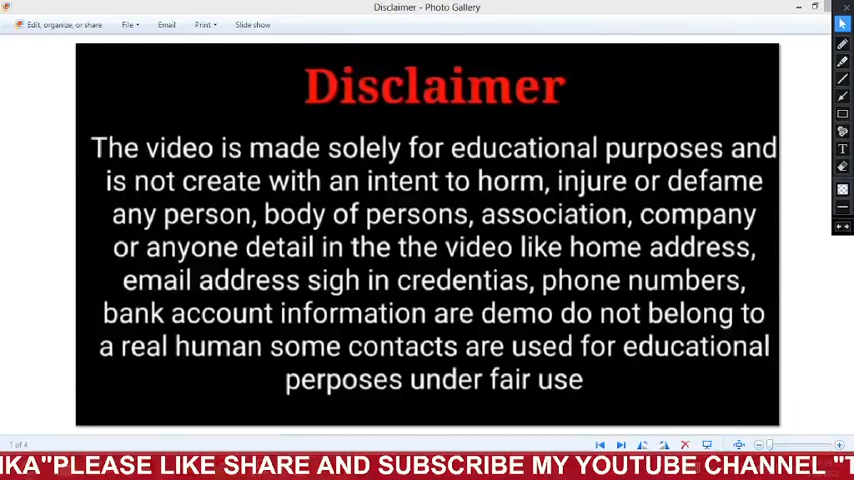 Disclaimer - Photo Gallery
Edit, organize, or share File Email Print Slide show
Disclaimer
The video is made solely for educational purposes and
is not create with an intent to horm, injure or defame
any person, body of persons, association, company
or anyone detail in the the video like home address,
email address sigh in credentias, phone numbers,
bank account information are demo do not belong to
a real human some contacts are used for educational
perposes under fair use
1 of 4
IKA"PLEASE LIKE SHARE AND SUBSCRIBE MY YOUTUBE CHANNEL "T